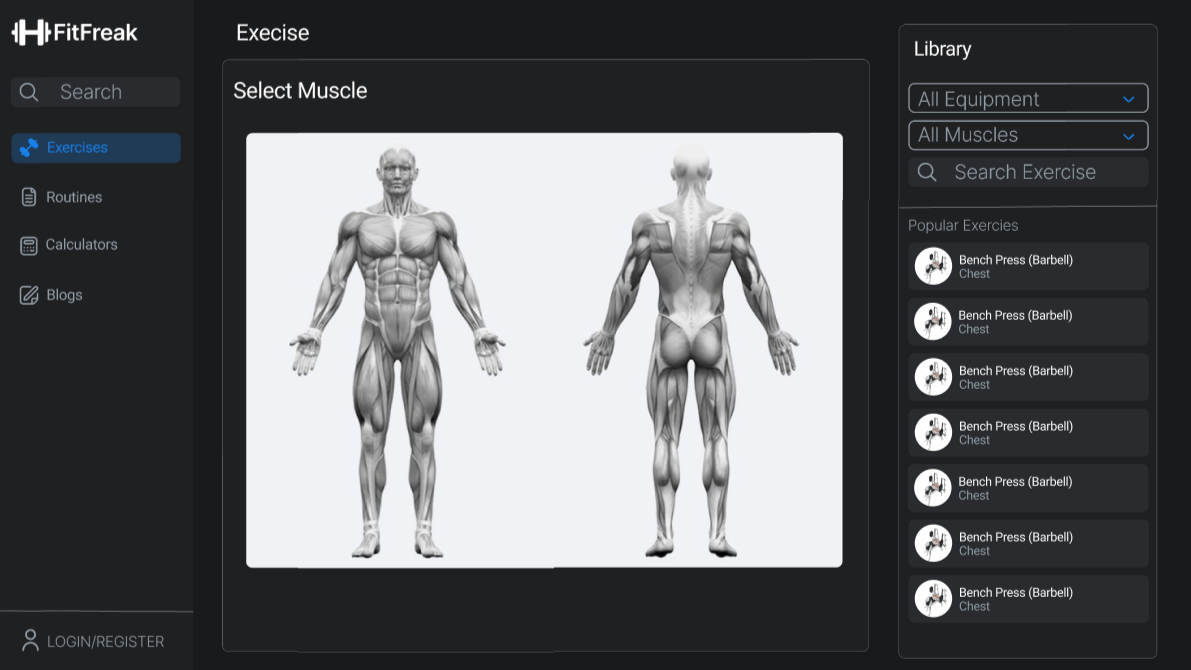 FitFreak
Search
Exercises
Routines
Calculators
Blogs
LOGIN/REGISTER
Execise
Select Muscle
Library
All Equipment
All Muscles
Search Exercise
Popular Exercies
Bench Press (Barbell)
Chest
Bench Press (Barbell)
Chest
Bench Press (Barbell)
Chest
Bench Press (Barbell)
Chest
Bench Press (Barbell)
Chest
Bench Press (Barbell)
Chest
Bench Press (Barbell)
Chest